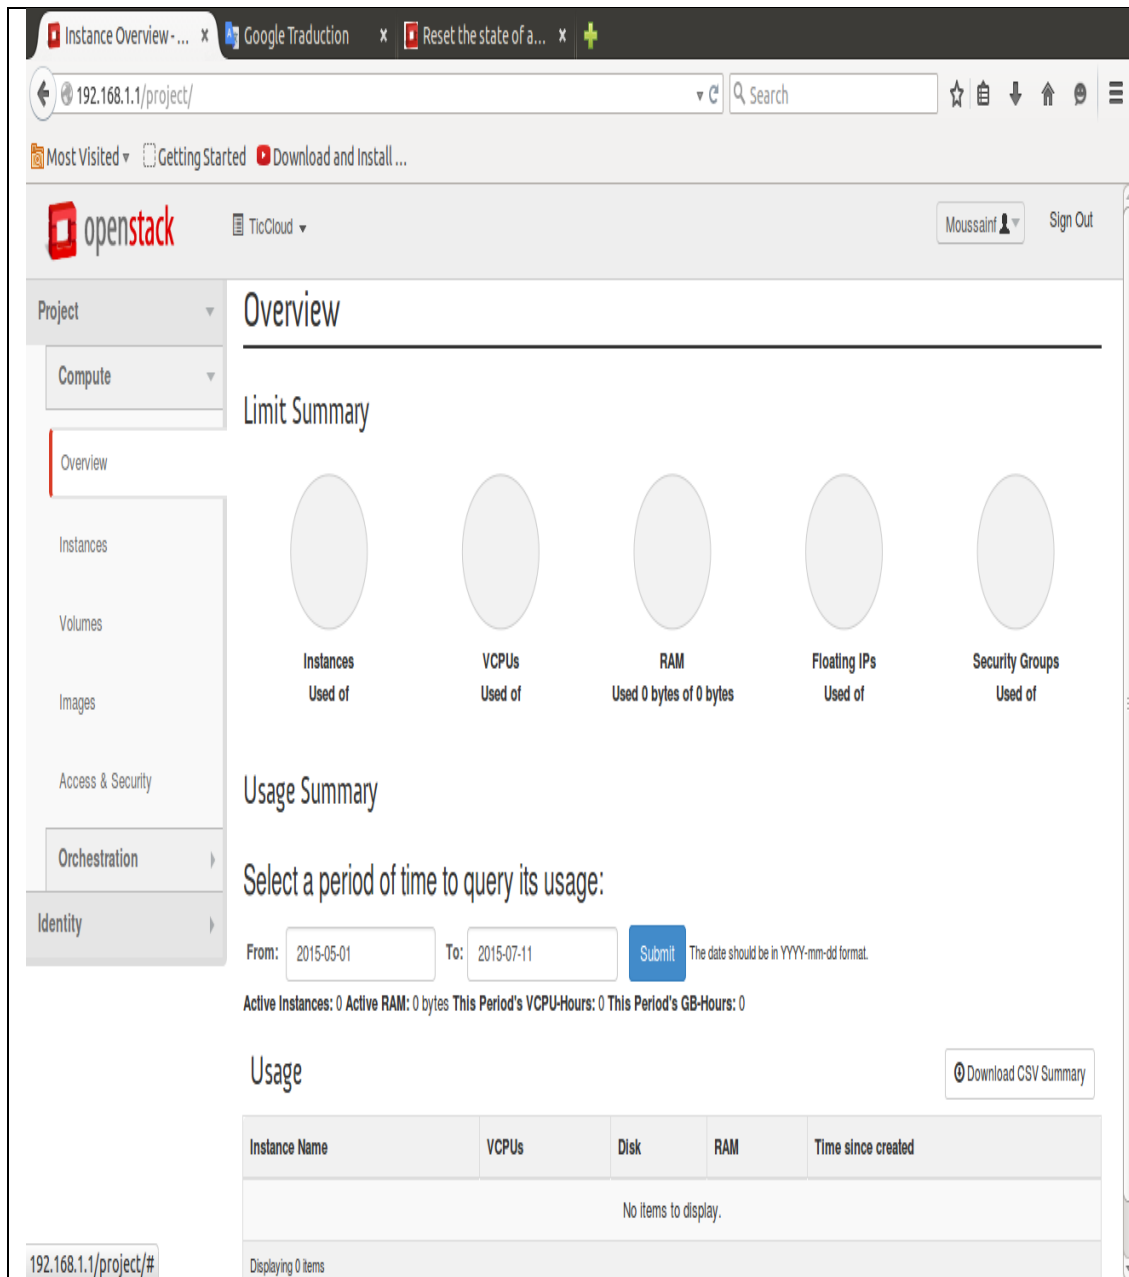 Instance Overview - ... ×
Google Traduction ×
Reset the state of a... ×
192.168.1.1/project/
Search
Most Visited
Getting Started
Download and Install ...
openstack
TicCloud
Moussainf
Sign Out
Project
Compute
Overview
Instances
Volumes
Images
Access & Security
Orchestration
Identity
Overview
Limit Summary
Instances
Used of
VCPUs
Used of
RAM
Used 0 bytes of 0 bytes
Floating IPs
Used of
Security Groups
Used of
Usage Summary
Select a period of time to query its usage:
From: 2015-05-01 To: 2015-07-11 Submit The date should be in YYYY-mm-dd format.
Active Instances: 0 Active RAM: 0 bytes This Period's VCPU-Hours: 0 This Period's GB-Hours: 0
Usage
Download CSV Summary
Instance Name VCPUs Disk RAM Time since created
No items to display.
Displaying 0 items
192.168.1.1/project/#